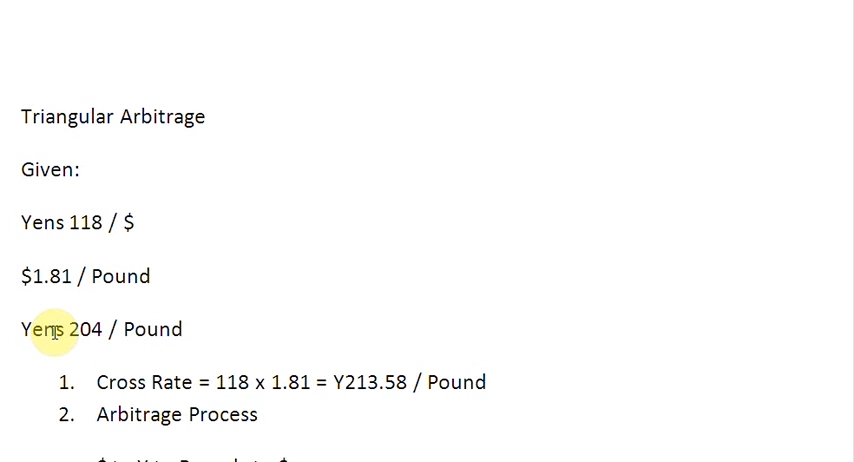 Triangular Arbitrage
Given:
Yens 118 / $
$1.81 / Pound
Yens 204 / Pound
1. Cross Rate = 118 x 1.81 = Y213.58 / Pound
2. Arbitrage Process